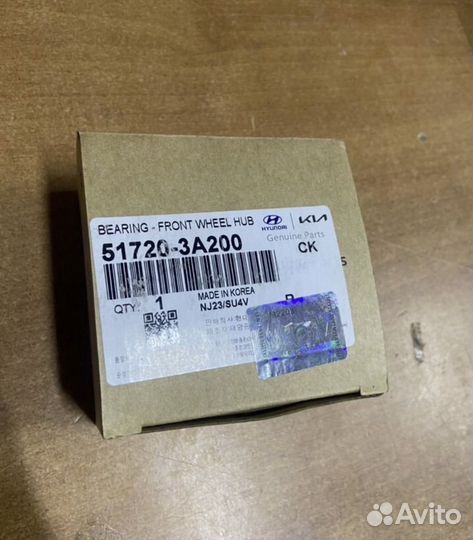 BEARING - FRONT WHEEL HUB
HYUNDAI
KIA
51720-3A200
Genuine Parts
CK
QTY: 1
MADE IN KOREA
NJ23/SU4V
Avito